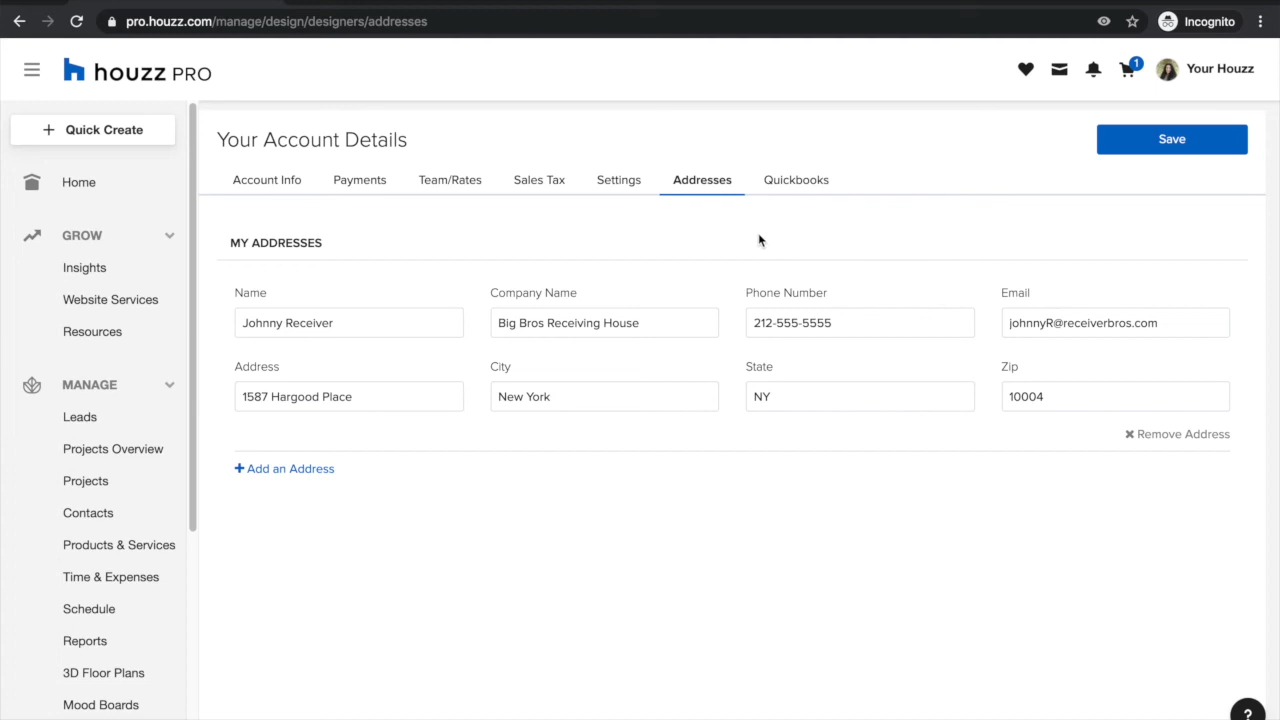 pro.houzz.com/manage/design/designers/addresses Incognito
houzz PRO 1 Your Houzz
+ Quick Create
Home
GROW
Insights
Website Services
Resources
MANAGE
Leads
Projects Overview
Projects
Contacts
Products & Services
Time & Expenses
Schedule
Reports
3D Floor Plans
Mood Boards
Your Account Details Save
Account Info Payments Team/Rates Sales Tax Settings Addresses Quickbooks
MY ADDRESSES
Name Company Name Phone Number Email
Johnny Receiver Big Bros Receiving House 212-555-5555 johnnyR@receiverbros.com
Address City State Zip
1587 Hargood Place New York NY 10004
✖ Remove Address
+ Add an Address
?